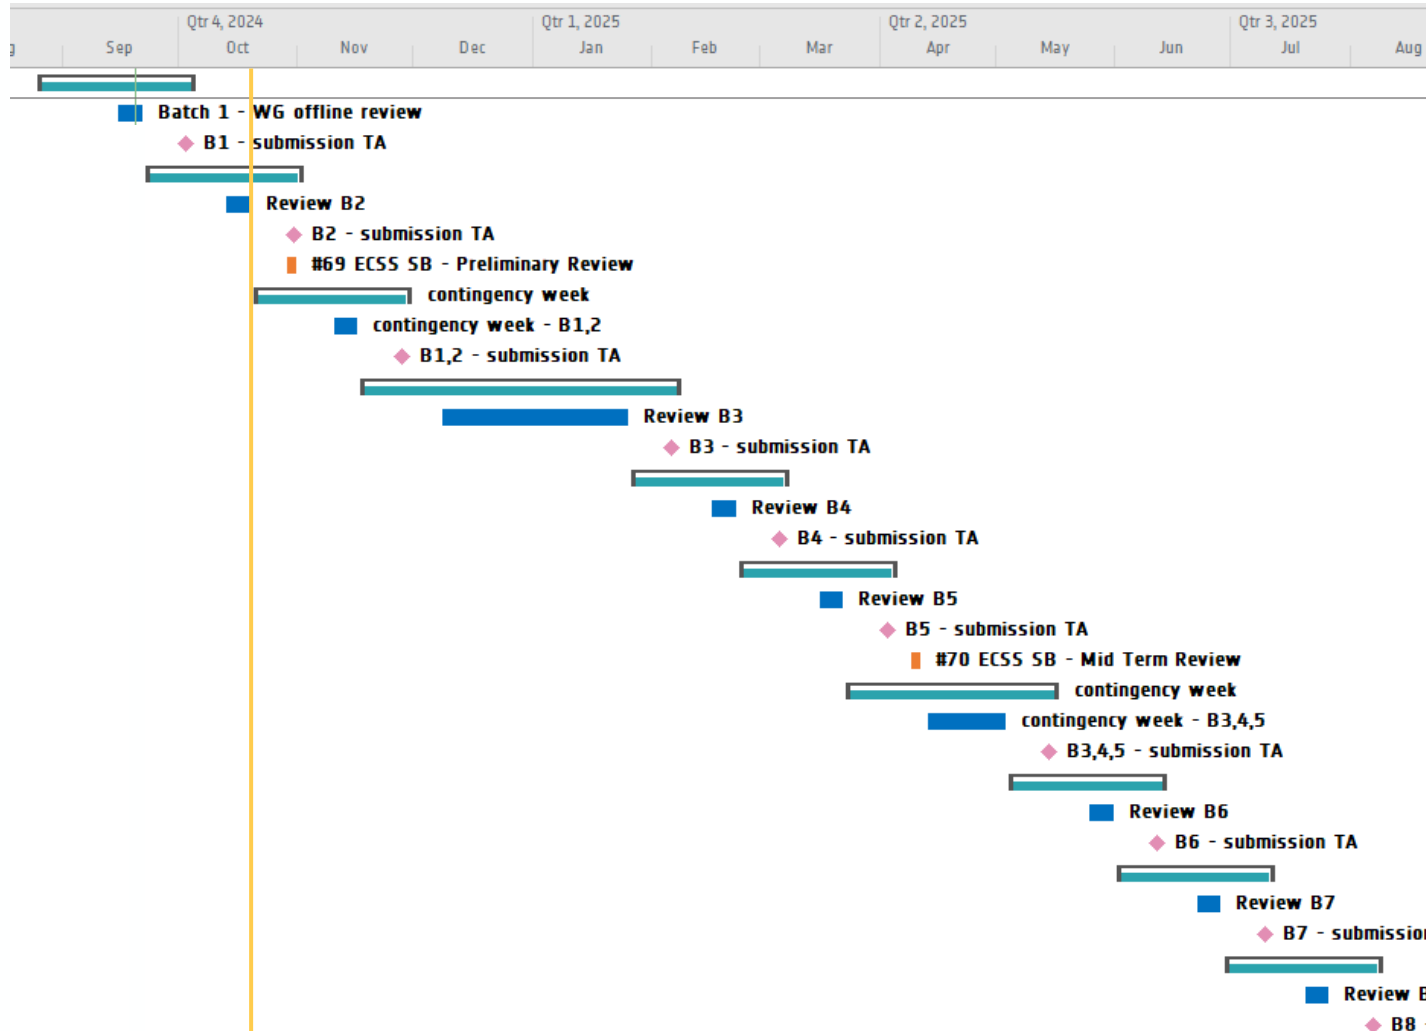 Qtr 4, 2024 Qtr 1, 2025 Qtr 2, 2025 Qtr 3, 2025
Sep Oct Nov Dec Jan Feb Mar Apr May Jun Jul Aug
Batch 1 - WG offline review
B1 - submission TA
Review B2
B2 - submission TA
#69 ECSS SB - Preliminary Review
contingency week
contingency week - B1,2
B1,2 - submission TA
Review B3
B3 - submission TA
Review B4
B4 - submission TA
Review B5
B5 - submission TA
#70 ECSS SB - Mid Term Review
contingency week
contingency week - B3,4,5
B3,4,5 - submission TA
Review B6
B6 - submission TA
Review B7
B7 - submission
Review B
B8 -